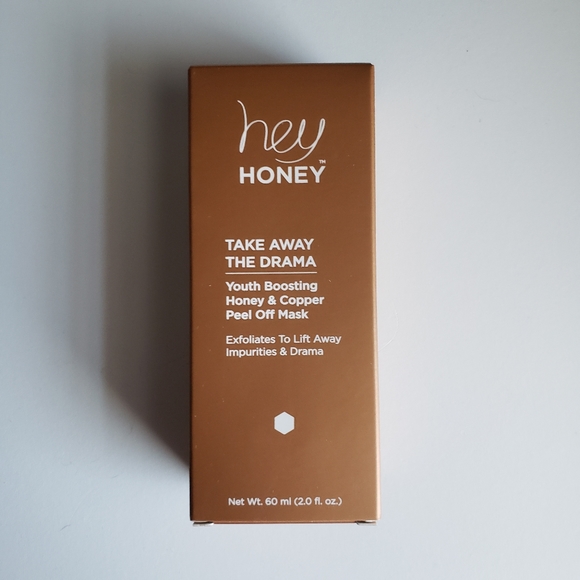 hey
HONEY™
TAKE AWAY
THE DRAMA
Youth Boosting
Honey & Copper
Peel Off Mask
Exfoliates To Lift Away
Impurities & Drama
Net Wt. 60 ml (2.0 fl. oz.)